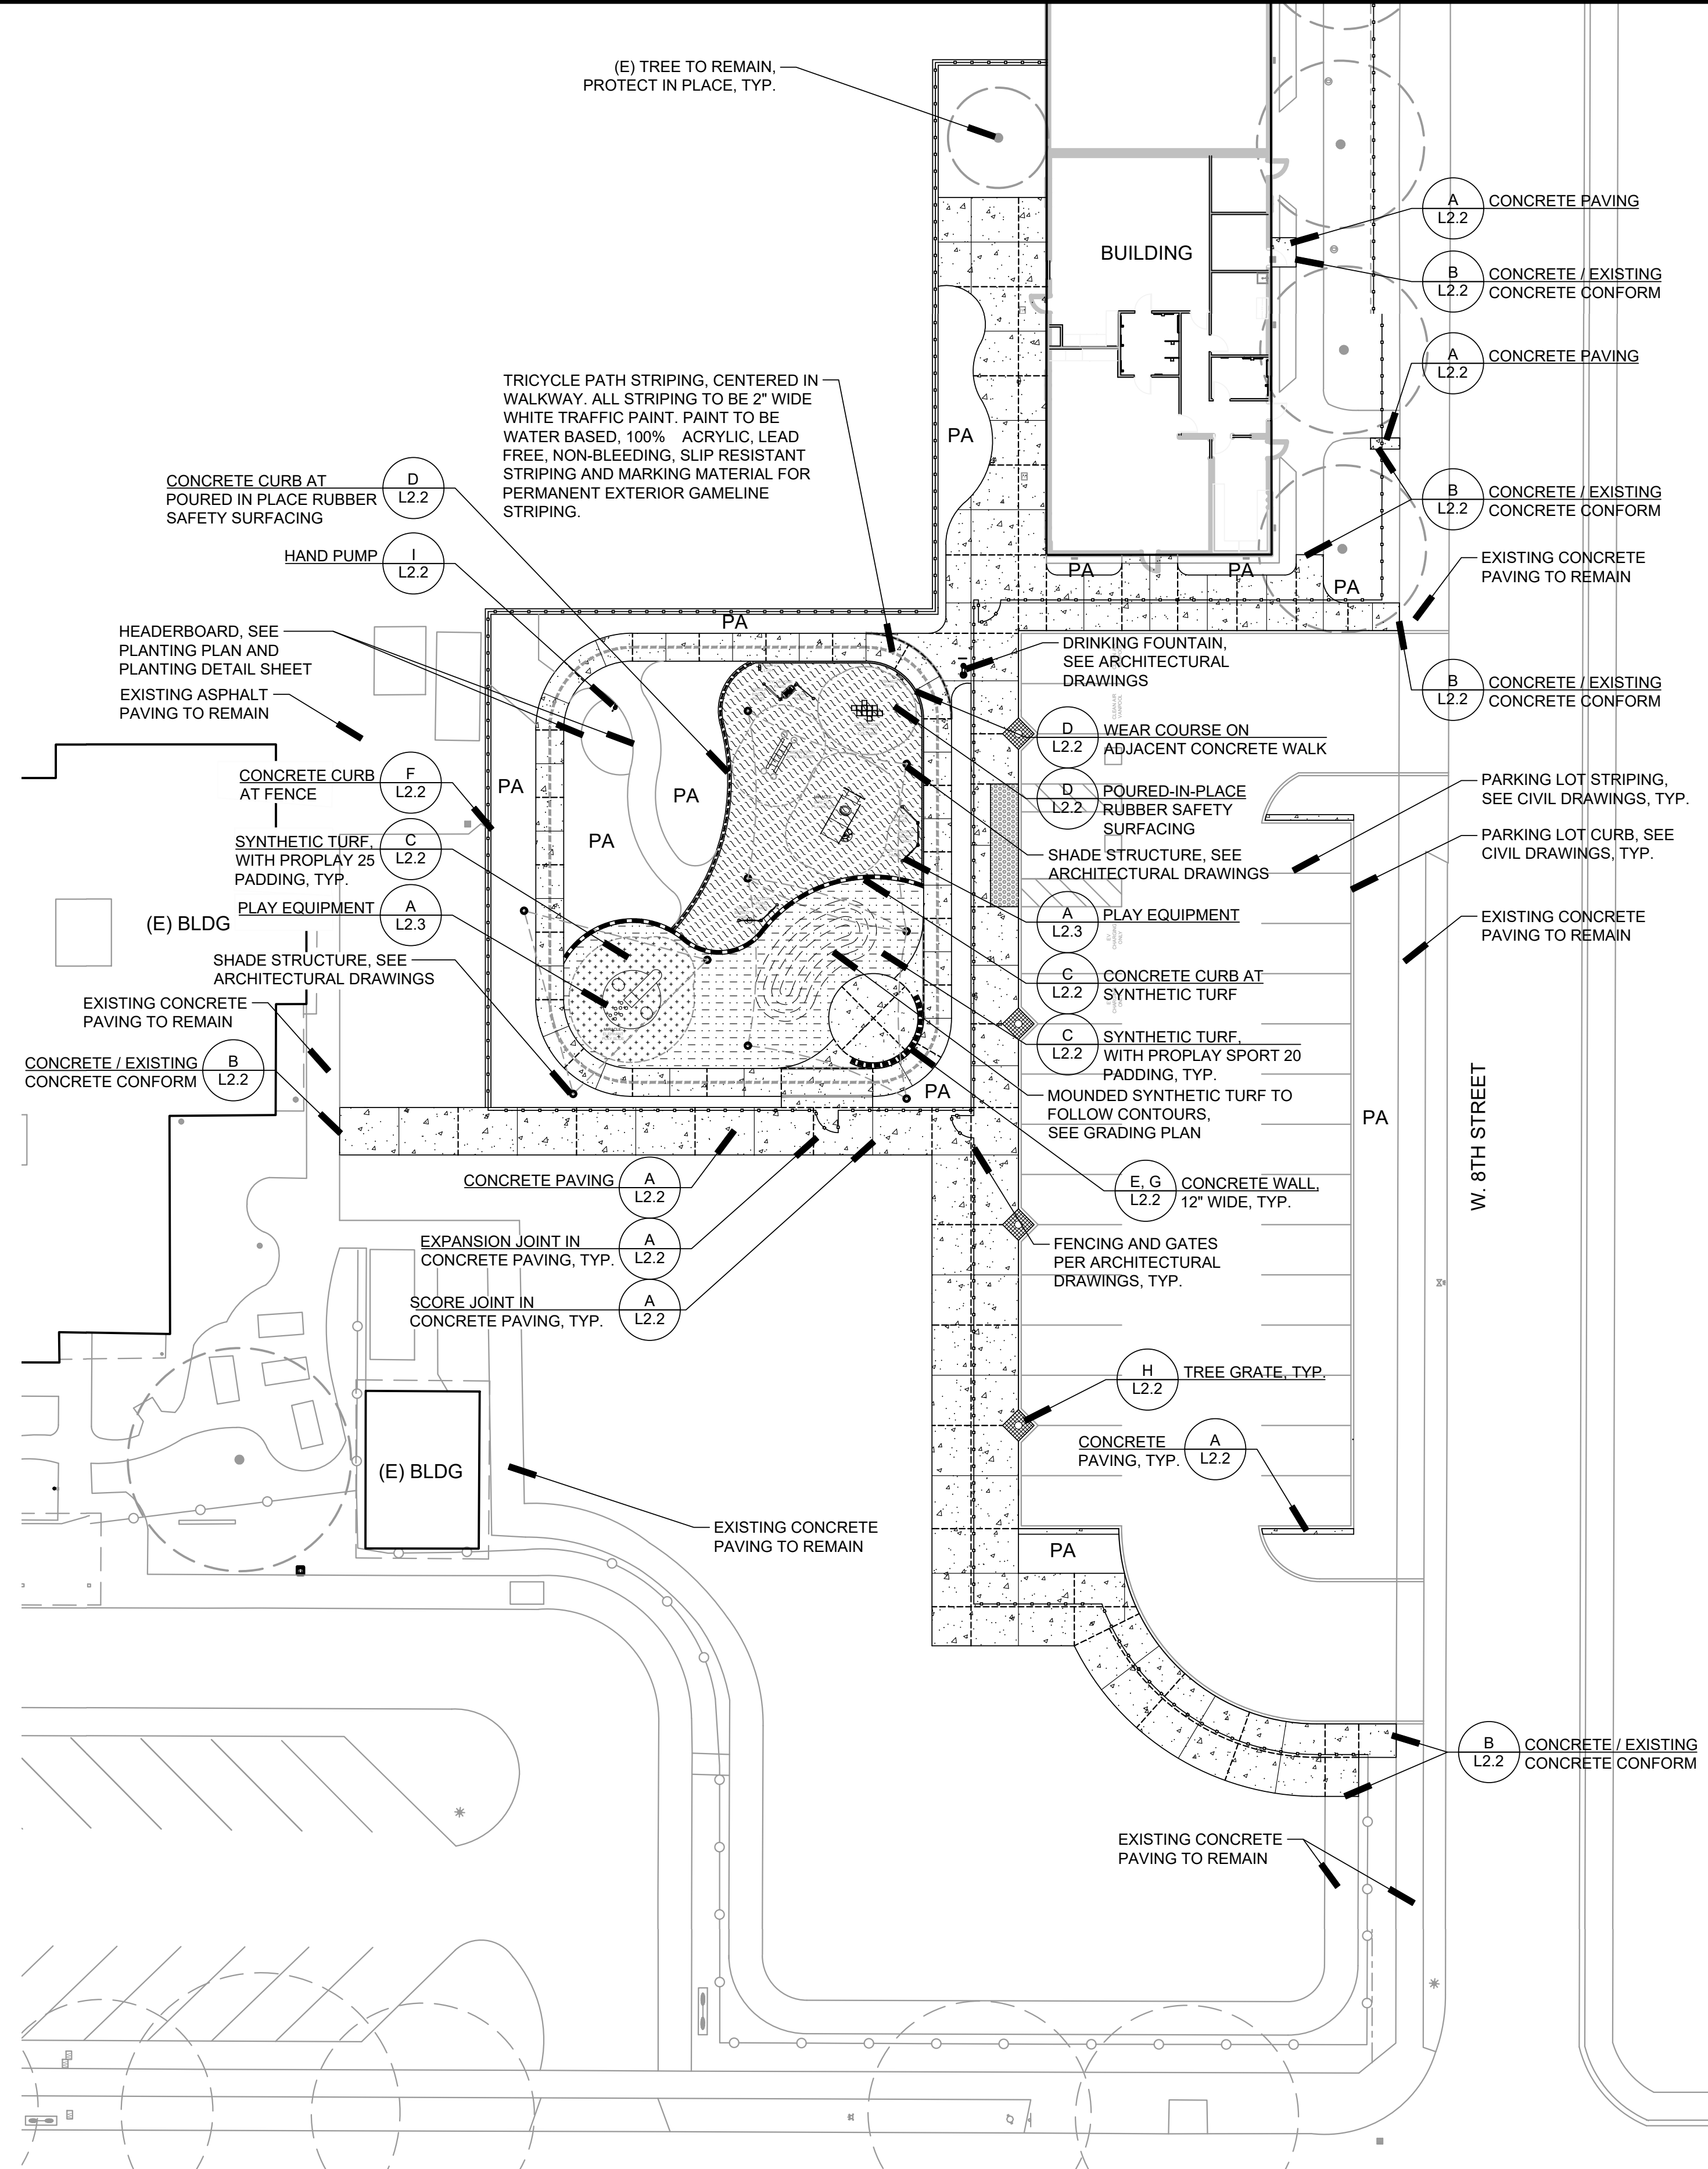 (E) TREE TO REMAIN,
PROTECT IN PLACE, TYP.
BUILDING
A
L2.2
CONCRETE PAVING
B
L2.2
CONCRETE / EXISTING
CONCRETE CONFORM
A
L2.2
CONCRETE PAVING
B
L2.2
CONCRETE / EXISTING
CONCRETE CONFORM
EXISTING CONCRETE
PAVING TO REMAIN
B
L2.2
CONCRETE / EXISTING
CONCRETE CONFORM
TRICYCLE PATH STRIPING, CENTERED IN
WALKWAY. ALL STRIPING TO BE 2" WIDE
WHITE TRAFFIC PAINT. PAINT TO BE
WATER BASED, 100% ACRYLIC, LEAD
FREE, NON-BLEEDING, SLIP RESISTANT
STRIPING AND MARKING MATERIAL FOR
PERMANENT EXTERIOR GAMELINE
STRIPING.
PA
PA
PA
PA
PA
PA
PA
PA
PA
PA
PA
CONCRETE CURB AT
POURED IN PLACE RUBBER
SAFETY SURFACING
D
L2.2
HAND PUMP
I
L2.2
HEADERBOARD, SEE
PLANTING PLAN AND
PLANTING DETAIL SHEET
EXISTING ASPHALT
PAVING TO REMAIN
CONCRETE CURB
AT FENCE
F
L2.2
SYNTHETIC TURF,
WITH PROPLAY 25
PADDING, TYP.
C
L2.2
PLAY EQUIPMENT
A
L2.3
(E) BLDG
SHADE STRUCTURE, SEE
ARCHITECTURAL DRAWINGS
EXISTING CONCRETE
PAVING TO REMAIN
CONCRETE / EXISTING
CONCRETE CONFORM
B
L2.2
DRINKING FOUNTAIN,
SEE ARCHITECTURAL
DRAWINGS
CLEAN AIR
VANPOOL
D
L2.2
WEAR COURSE ON
ADJACENT CONCRETE WALK
D
L2.2
POURED-IN-PLACE
RUBBER SAFETY
SURFACING
SHADE STRUCTURE, SEE
ARCHITECTURAL DRAWINGS
A
L2.3
PLAY EQUIPMENT
EV
CHARGING
ONLY
C
L2.2
CONCRETE CURB AT
SYNTHETIC TURF
C
L2.2
SYNTHETIC TURF,
WITH PROPLAY SPORT 20
PADDING, TYP.
MOUNDED SYNTHETIC TURF TO
FOLLOW CONTOURS,
SEE GRADING PLAN
E, G
L2.2
CONCRETE WALL,
12" WIDE, TYP.
FENCING AND GATES
PER ARCHITECTURAL
DRAWINGS, TYP.
PARKING LOT STRIPING,
SEE CIVIL DRAWINGS, TYP.
PARKING LOT CURB, SEE
CIVIL DRAWINGS, TYP.
EXISTING CONCRETE
PAVING TO REMAIN
W. 8TH STREET
CONCRETE PAVING
A
L2.2
EXPANSION JOINT IN
CONCRETE PAVING, TYP.
A
L2.2
SCORE JOINT IN
CONCRETE PAVING, TYP.
A
L2.2
H
L2.2
TREE GRATE, TYP.
CONCRETE
PAVING, TYP.
A
L2.2
(E) BLDG
EXISTING CONCRETE
PAVING TO REMAIN
B
L2.2
CONCRETE / EXISTING
CONCRETE CONFORM
EXISTING CONCRETE
PAVING TO REMAIN